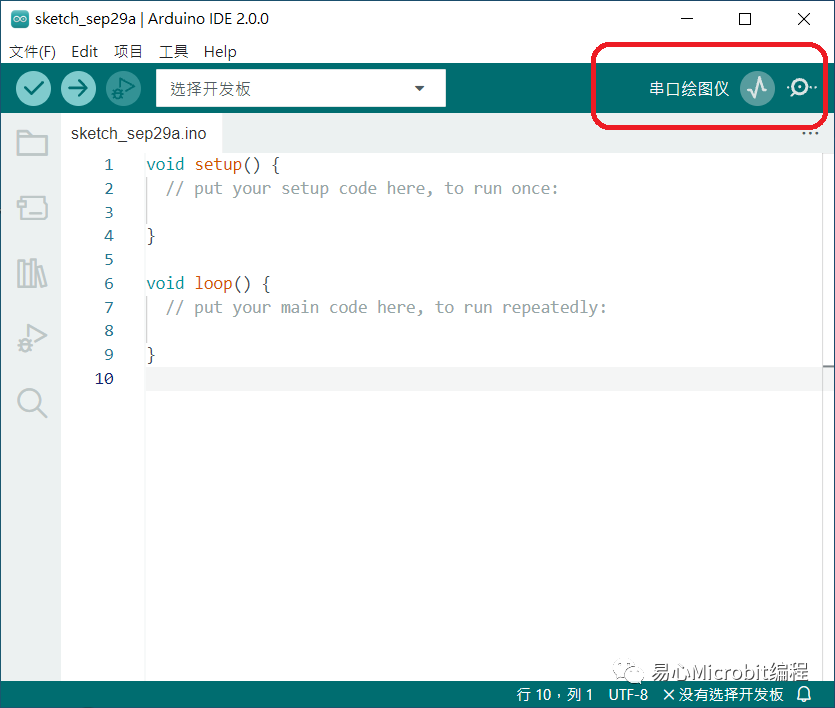 sketch_sep29a | Arduino IDE 2.0.0
文件(F) Edit 项目 工具 Help
选择开发板 串口绘图仪
sketch_sep29a.ino
1 void setup() {
2 // put your setup code here, to run once:
3
4 }
5
6 void loop() {
7 // put your main code here, to run repeatedly:
8
9 }
10
易心Microbit编程
行 10，列 1 UTF-8 没有选择开发板